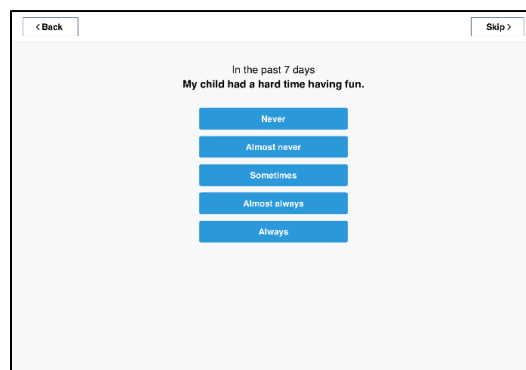 < Back
Skip >
In the past 7 days
My child had a hard time having fun.
Never
Almost never
Sometimes
Almost always
Always